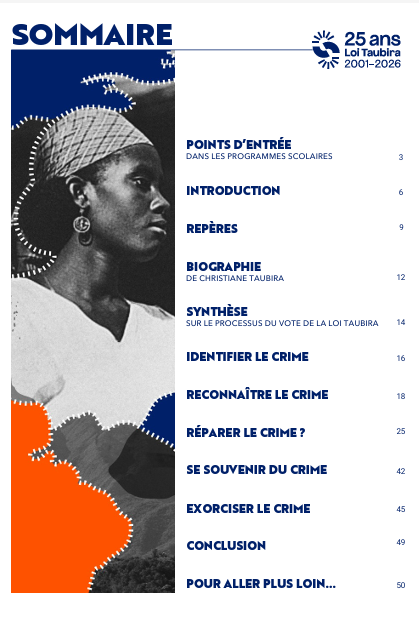 SOMMAIRE
25 ans
Loi Taubira
2001–2026
POINTS D'ENTRÉE
DANS LES PROGRAMMES SCOLAIRES 3
INTRODUCTION 6
REPÈRES 9
BIOGRAPHIE
DE CHRISTIANE TAUBIRA 12
SYNTHÈSE
SUR LE PROCESSUS DU VOTE DE LA LOI TAUBIRA 14
IDENTIFIER LE CRIME 16
RECONNAÎTRE LE CRIME 18
RÉPARER LE CRIME ? 25
SE SOUVENIR DU CRIME 42
EXORCISER LE CRIME 45
CONCLUSION 49
POUR ALLER PLUS LOIN... 50